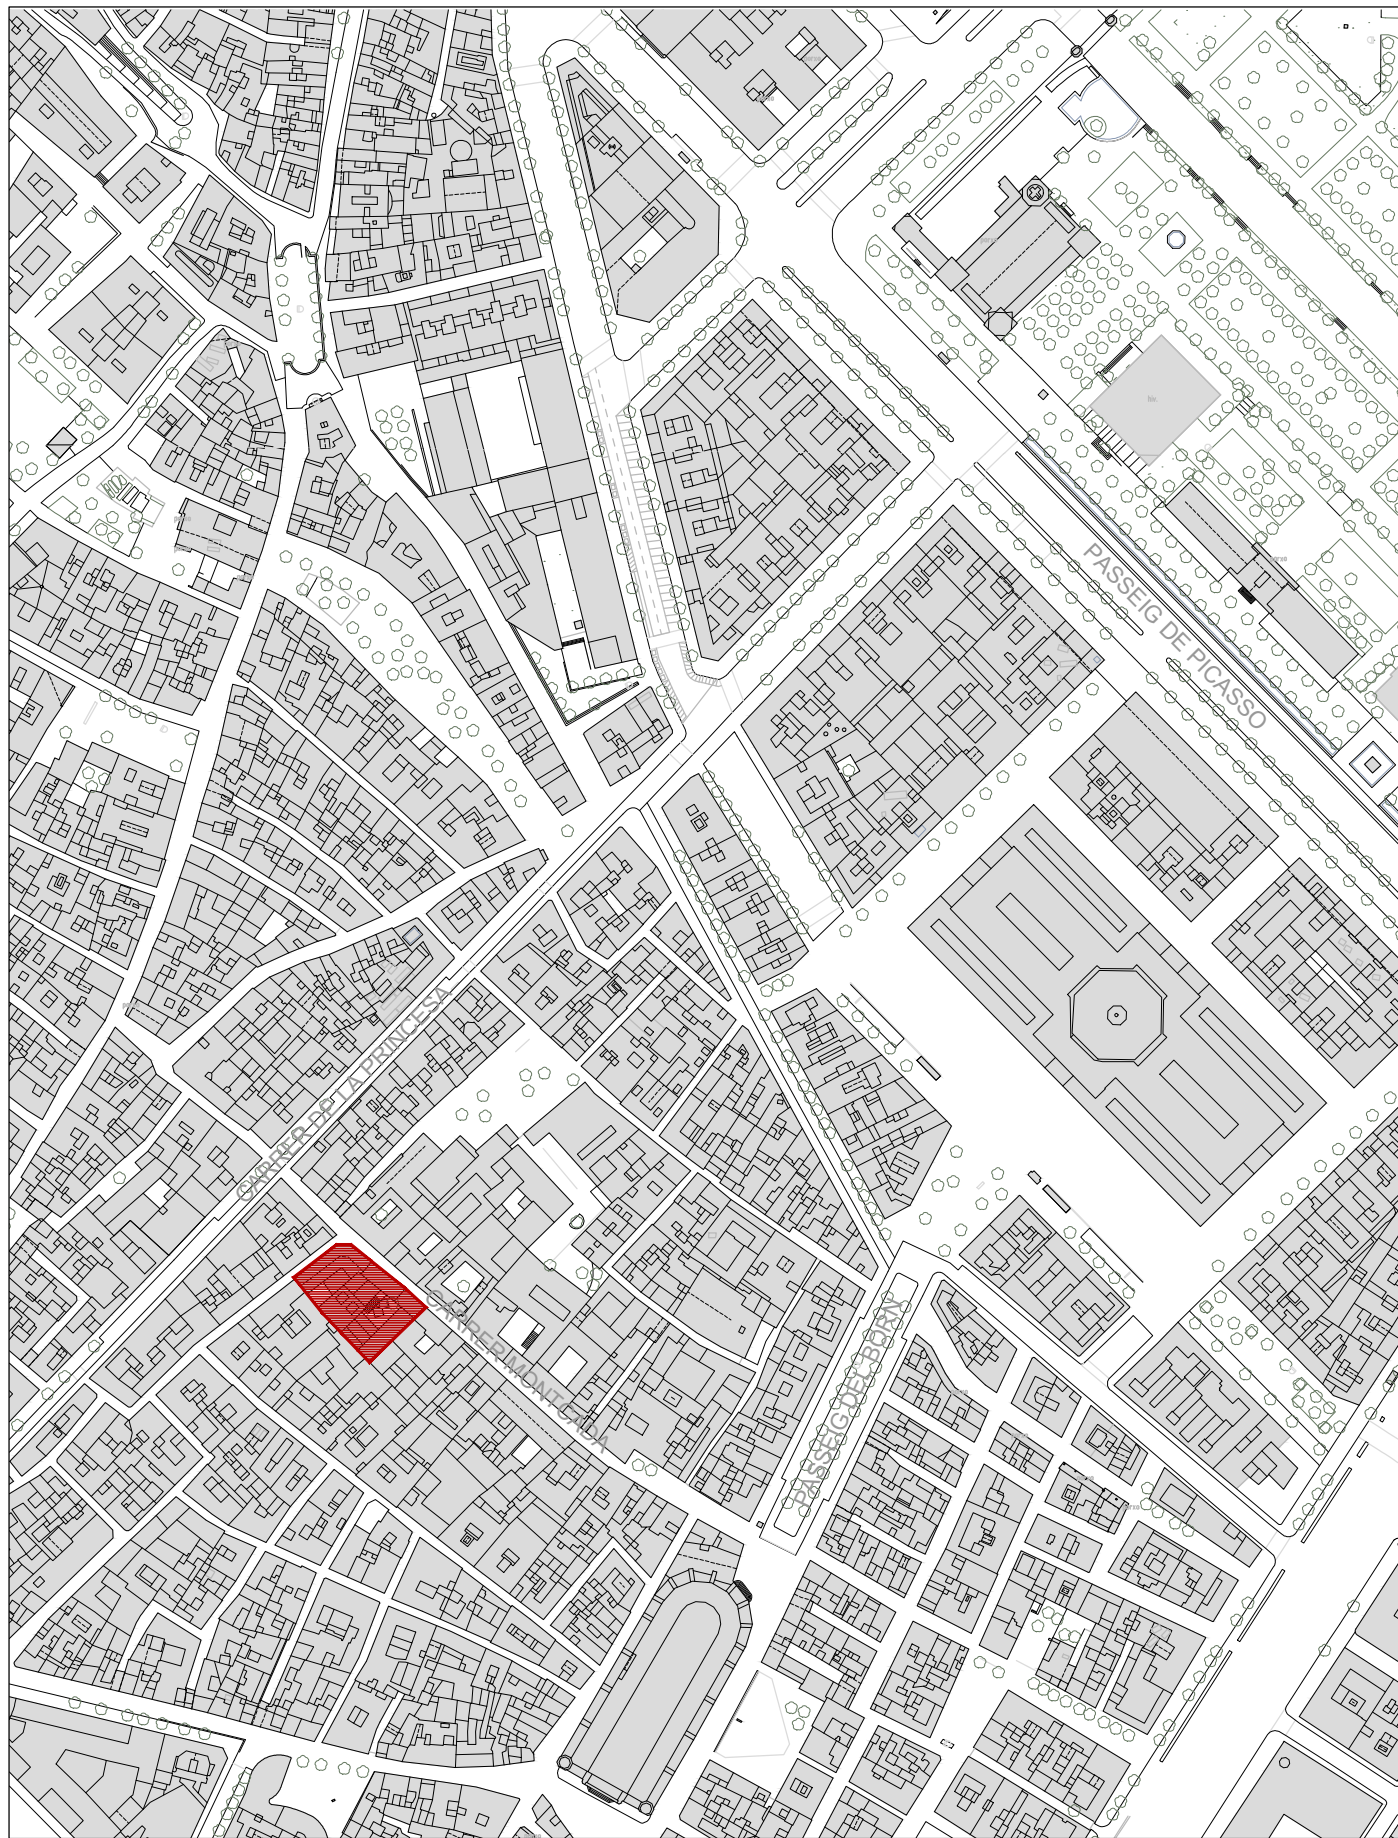 PASSEIG DE PICASSO
CARRER DE LA PRINCESA
CARRER MONTCADA
PASSEIG DEL BORN